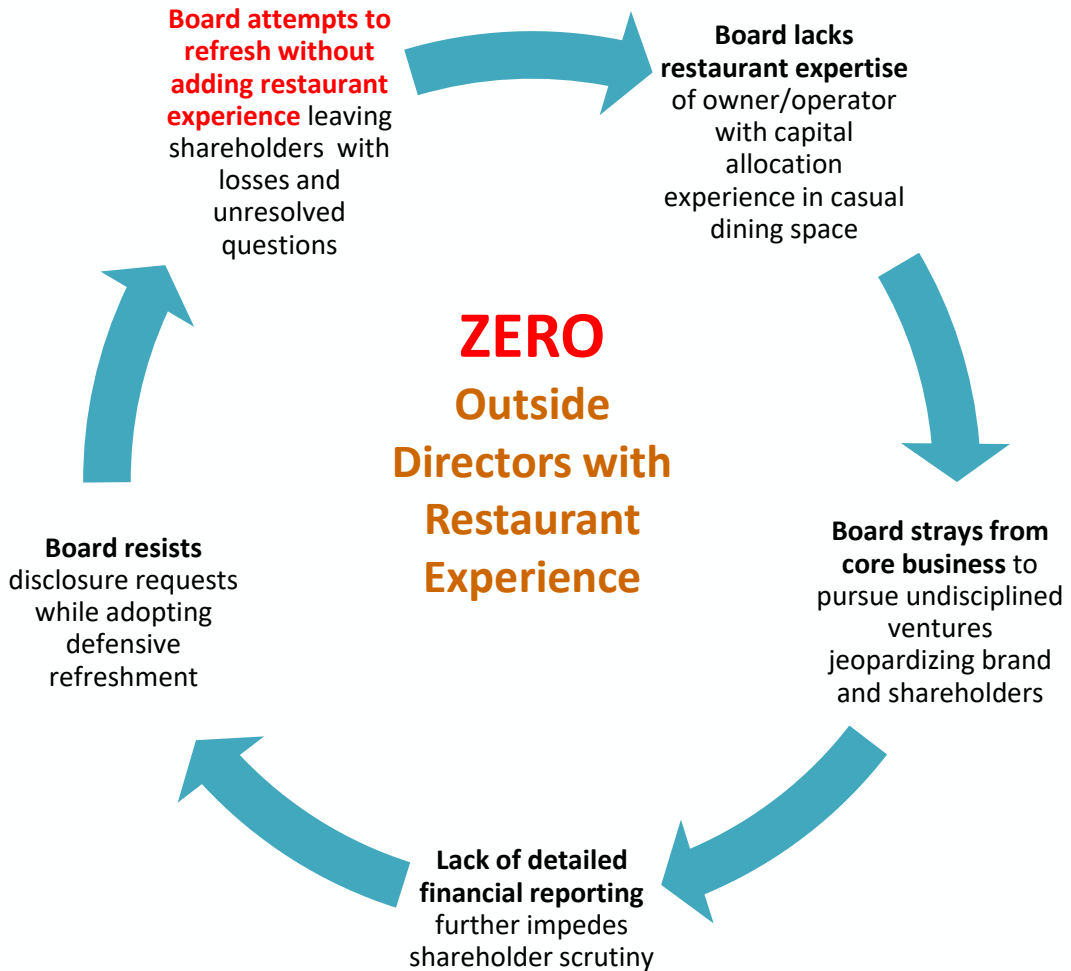 Board attempts to
refresh without
adding restaurant
experience leaving
shareholders with
losses and
unresolved
questions
Board lacks
restaurant expertise
of owner/operator
with capital
allocation
experience in casual
dining space
ZERO
Outside
Directors with
Restaurant
Experience
Board strays from
core business to
pursue undisciplined
ventures
jeopardizing brand
and shareholders
Lack of detailed
financial reporting
further impedes
shareholder scrutiny
Board resists
disclosure requests
while adopting
defensive
refreshment